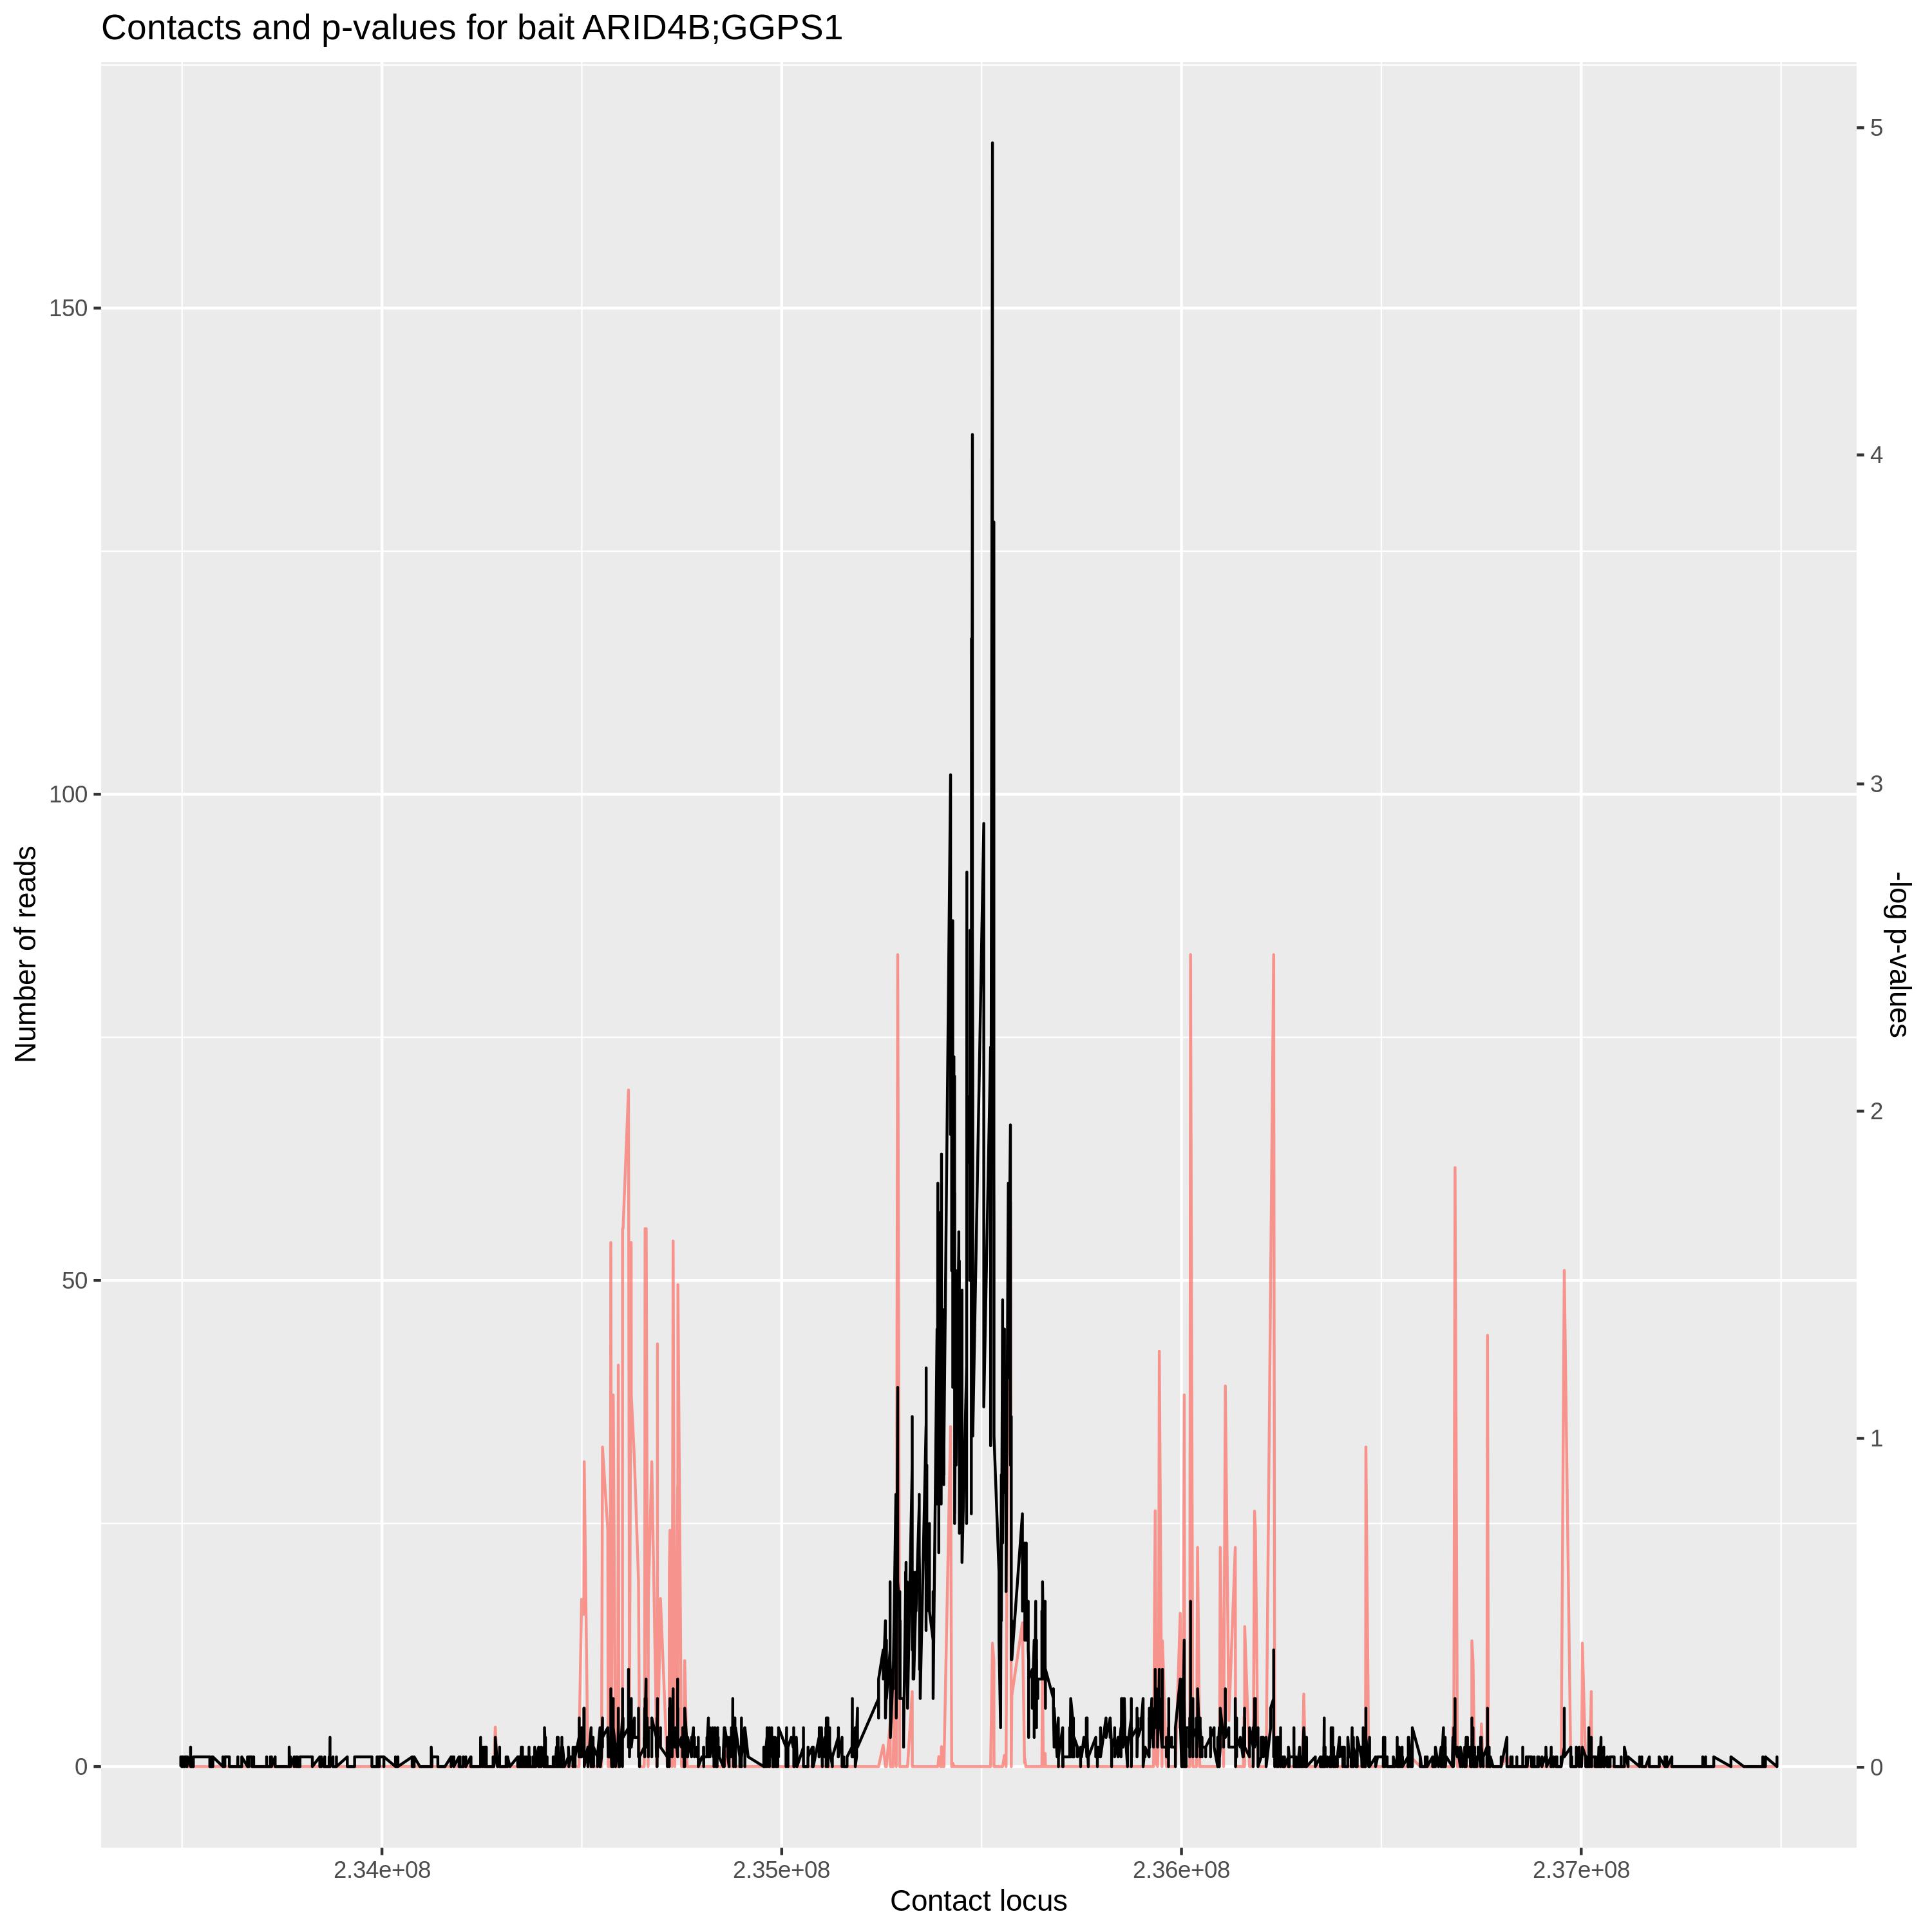 Contacts and p-values for bait ARID4B;GGPS1
Number of reads
150
100
50
0
5
4
3
2
1
0
-log p-values
2.34e+08
2.35e+08
2.36e+08
2.37e+08
Contact locus